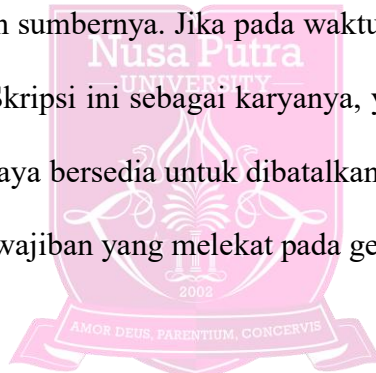 n sumbernya. Jika pada waktu
Nusa Putra
UNIVERSITY
Skripsi ini sebagai karyanya, y
aya bersedia untuk dibatalkan
wajiban yang melekat pada ge
2002
AMOR DEUS, PARENTIUM, CONCERVIS